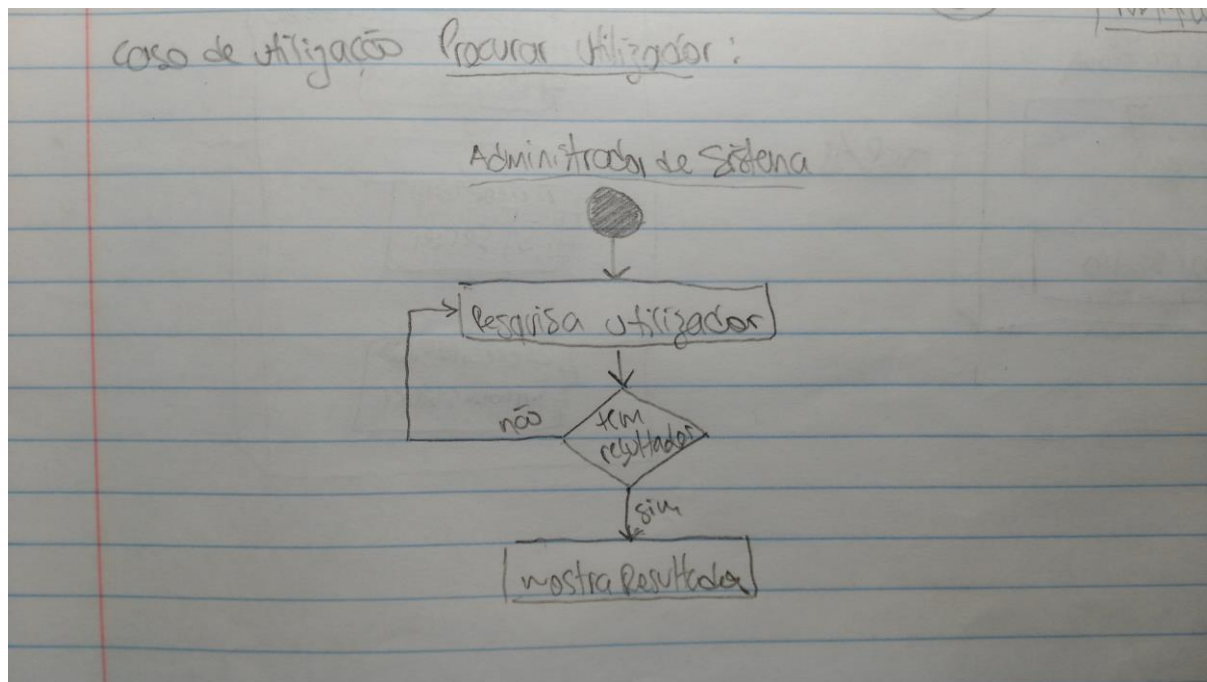 Caso de utilização Procurar Utilizador:
Administrador de Sistema
Pesquisa utilizador
não
tem
resultados
sim
mostra Resultados